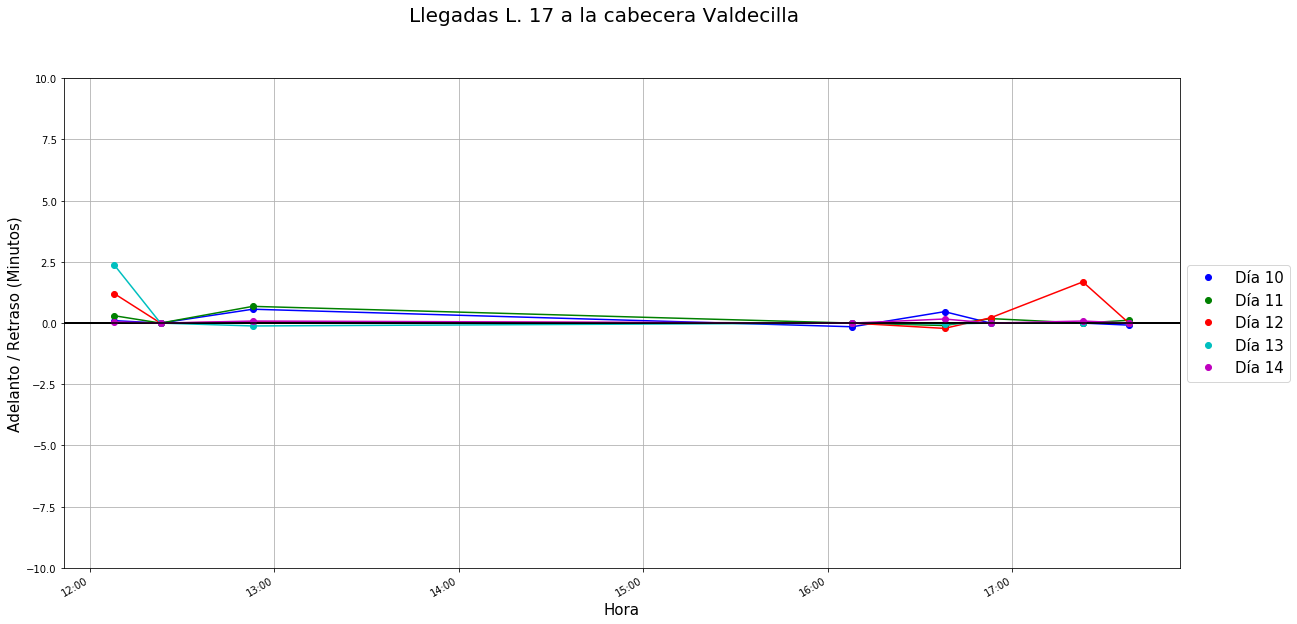 Llegadas L. 17 a la cabecera Valdecilla
Adelanto / Retraso (Minutos)
10.0
7.5
5.0
2.5
0.0
−2.5
−5.0
−7.5
−10.0
12:00
13:00
14:00
15:00
16:00
17:00
Hora
Día 10
Día 11
Día 12
Día 13
Día 14